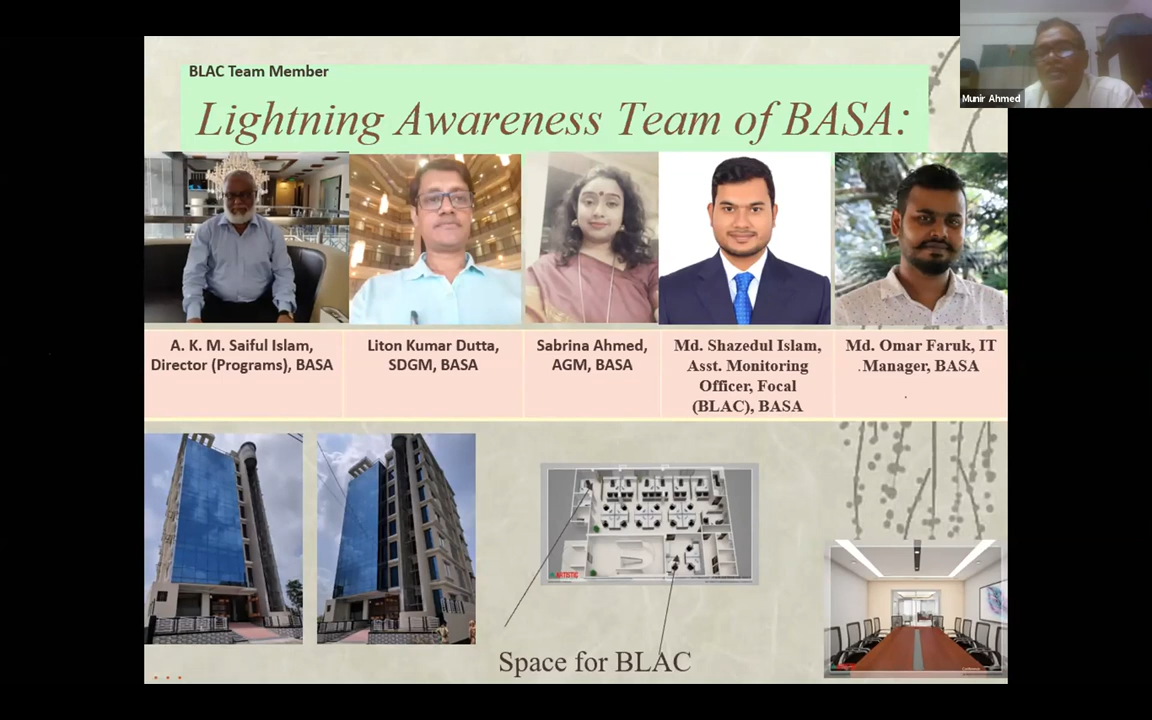 Munir Ahmed
BLAC Team Member
Lightning Awareness Team of BASA:
A. K. M. Saiful Islam,
Director (Programs), BASA
Liton Kumar Dutta,
SDGM, BASA
Sabrina Ahmed,
AGM, BASA
Md. Shazedul Islam,
Asst. Monitoring
Officer, Focal
(BLAC), BASA
Md. Omar Faruk, IT
Manager, BASA
Space for BLAC